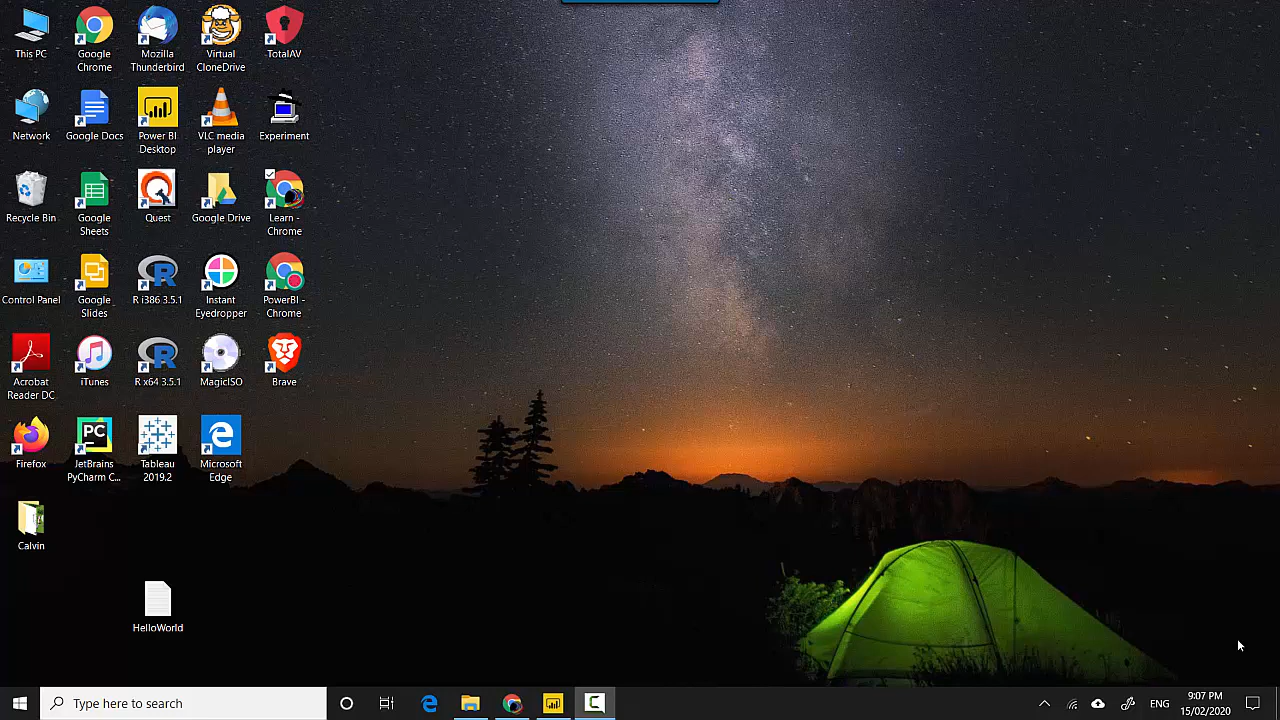 This PC
Google Chrome
Mozilla Thunderbird
Virtual CloneDrive
TotalAV
Network
Google Docs
Power BI Desktop
VLC media player
Experiment
Recycle Bin
Google Sheets
Quest
Google Drive
Learn - Chrome
Control Panel
Google Slides
R i386 3.5.1
Instant Eyedropper
PowerBI - Chrome
Acrobat Reader DC
iTunes
R x64 3.5.1
MagicISO
Brave
Firefox
PC
JetBrains PyCharm C...
Tableau 2019.2
Microsoft Edge
Calvin
HelloWorld
Type here to search
ENG
9:07 PM
15/02/2020